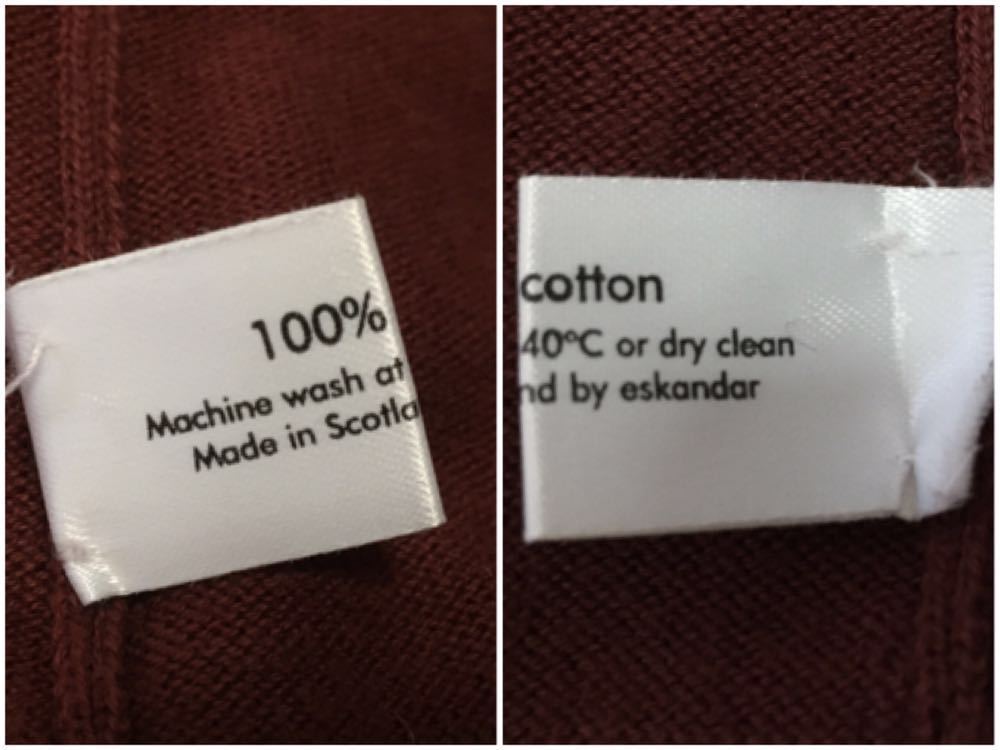 100%
Machine wash at
Made in Scotla
cotton
40°C or dry clean
nd by eskandar